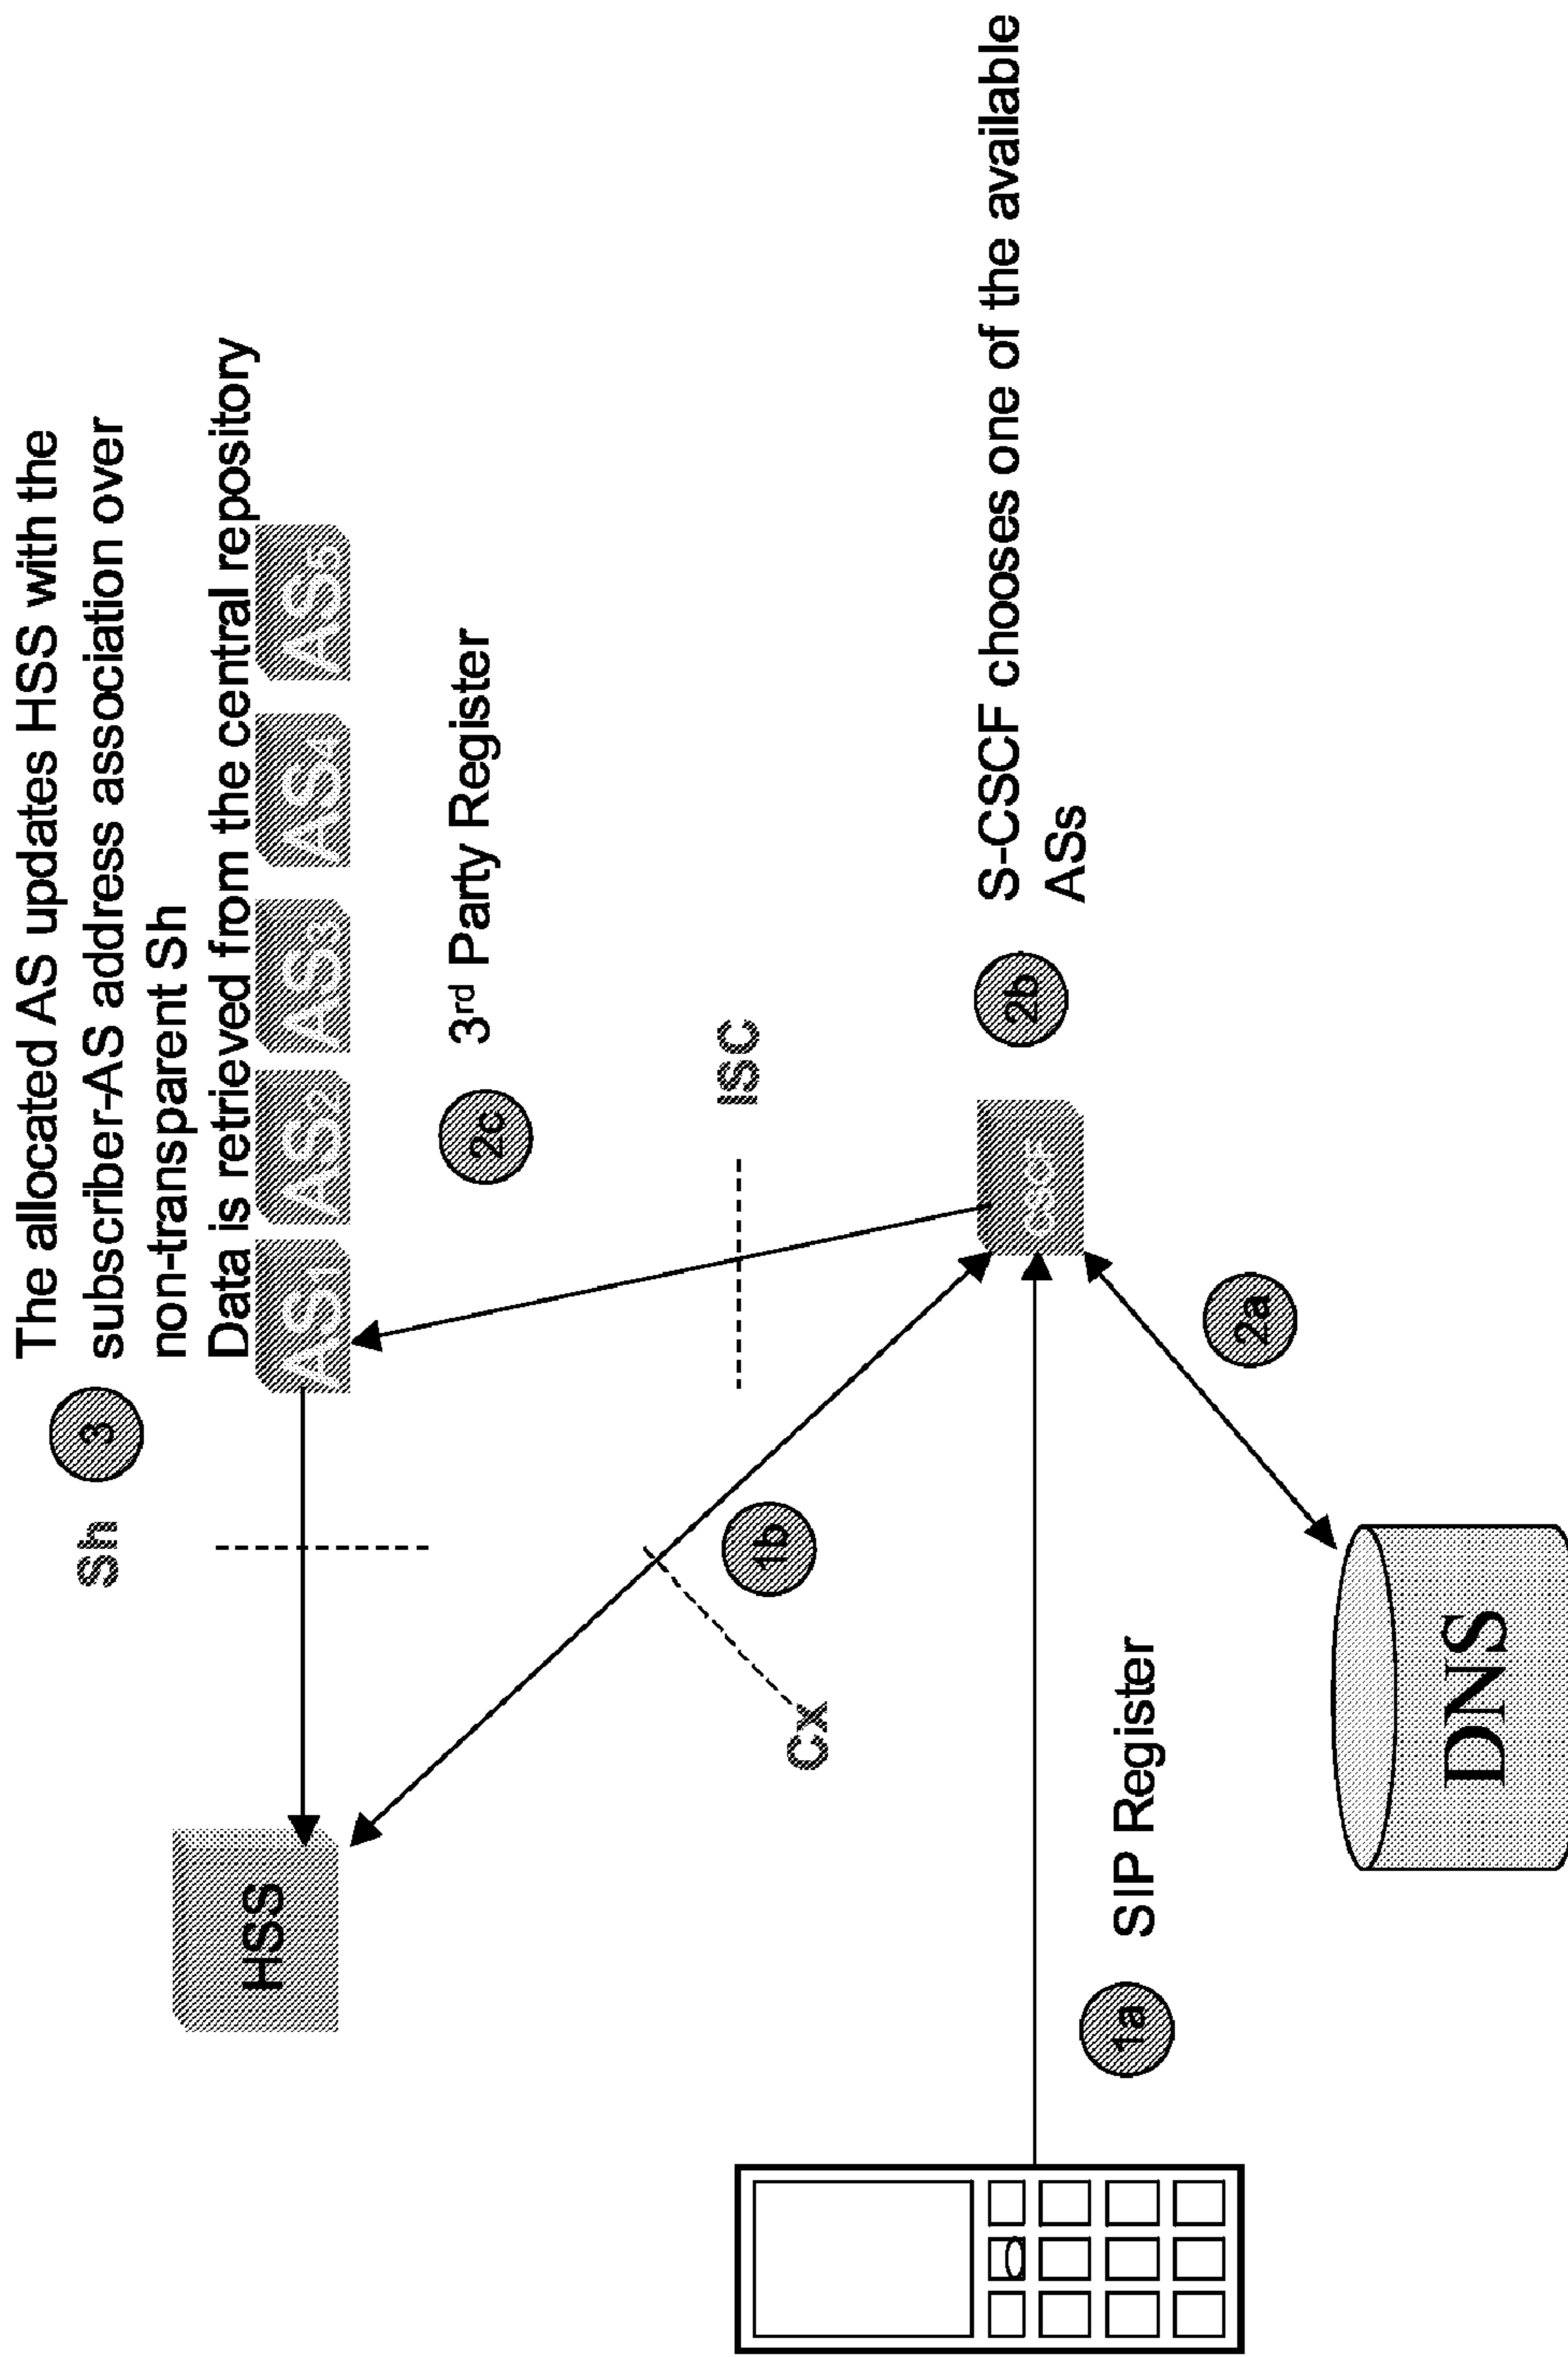 The allocated AS updates HSS with the
subscriber-AS address association over
non-transparent Sh
Data is retrieved from the central repository
Sh
3
HSS
AS1
AS2
AS3
AS4
AS5
2c
3rd Party Register
1b
ISC
Cx
CSCF
2b
S-CSCF chooses one of the available
ASs
1a
SIP Register
2a
DNS